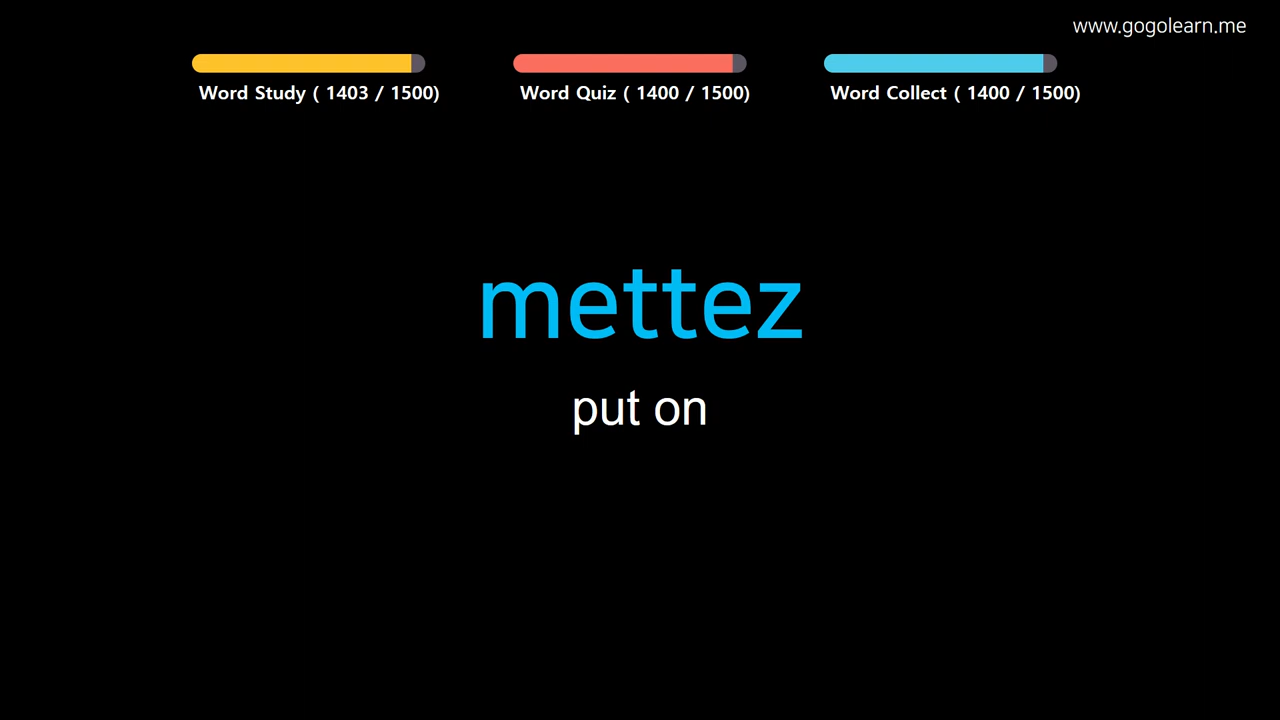 www.gogolearn.me
Word Study ( 1403 / 1500)
Word Quiz ( 1400 / 1500)
Word Collect ( 1400 / 1500)
mettez
put on